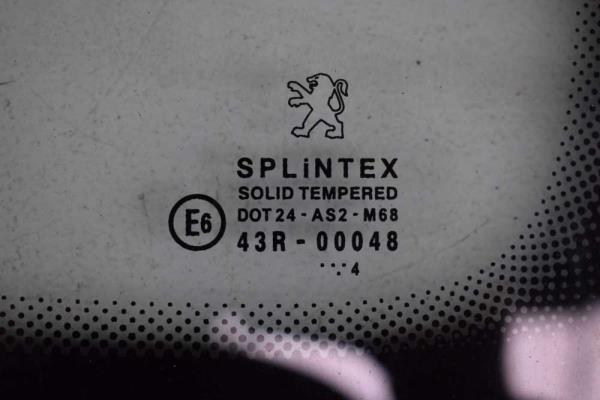 SPLiNTEX
SOLID TEMPERED
DOT 24 - AS2 - M68
E6
43R - 00048
..:. 4